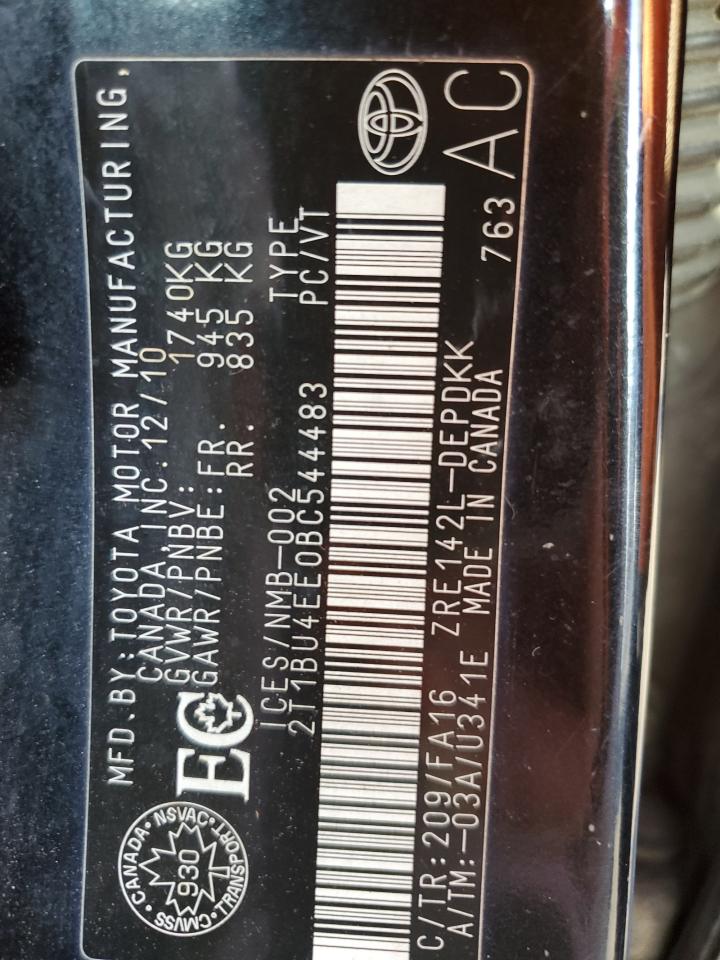 MFD.BY:TOYOTA MOTOR MANUFACTURING,
CANADA,INC.12/10
GVWR/PNBV: 1740KG
GAWR/PNBE:FR. 945 KG
RR. 835 KG
EC
CANADA • NSVAC • TRANSPORT • CMVSS •
930
ICES/NMB-002 TYPE
2T1BU4EE0BC544483 PC/VT
C/TR:209/FA16 ZRE142L-DEPDKK
A/TM:-03A/U341E MADE IN CANADA
763 AC